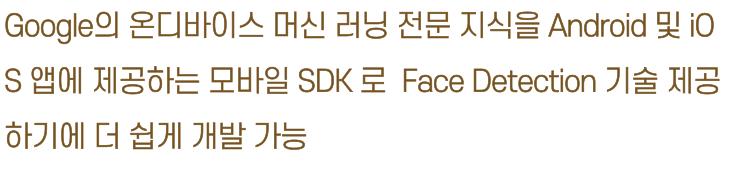 Google의 온디바이스 머신 러닝 전문 지식을 Android 및 iO
S 앱에 제공하는 모바일 SDK 로  Face Detection 기술 제공
하기에 더 쉽게 개발 가능